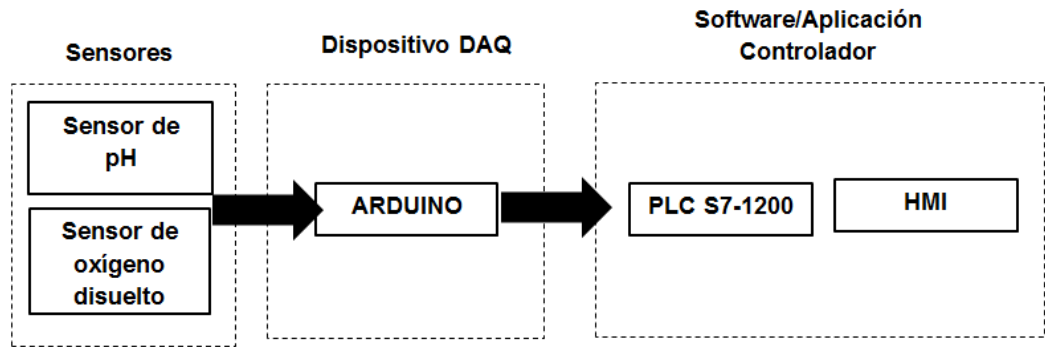 Sensores
Sensor de
pH
Sensor de
oxígeno
disuelto
Dispositivo DAQ
ARDUINO
Software/Aplicación
Controlador
PLC S7-1200
HMI